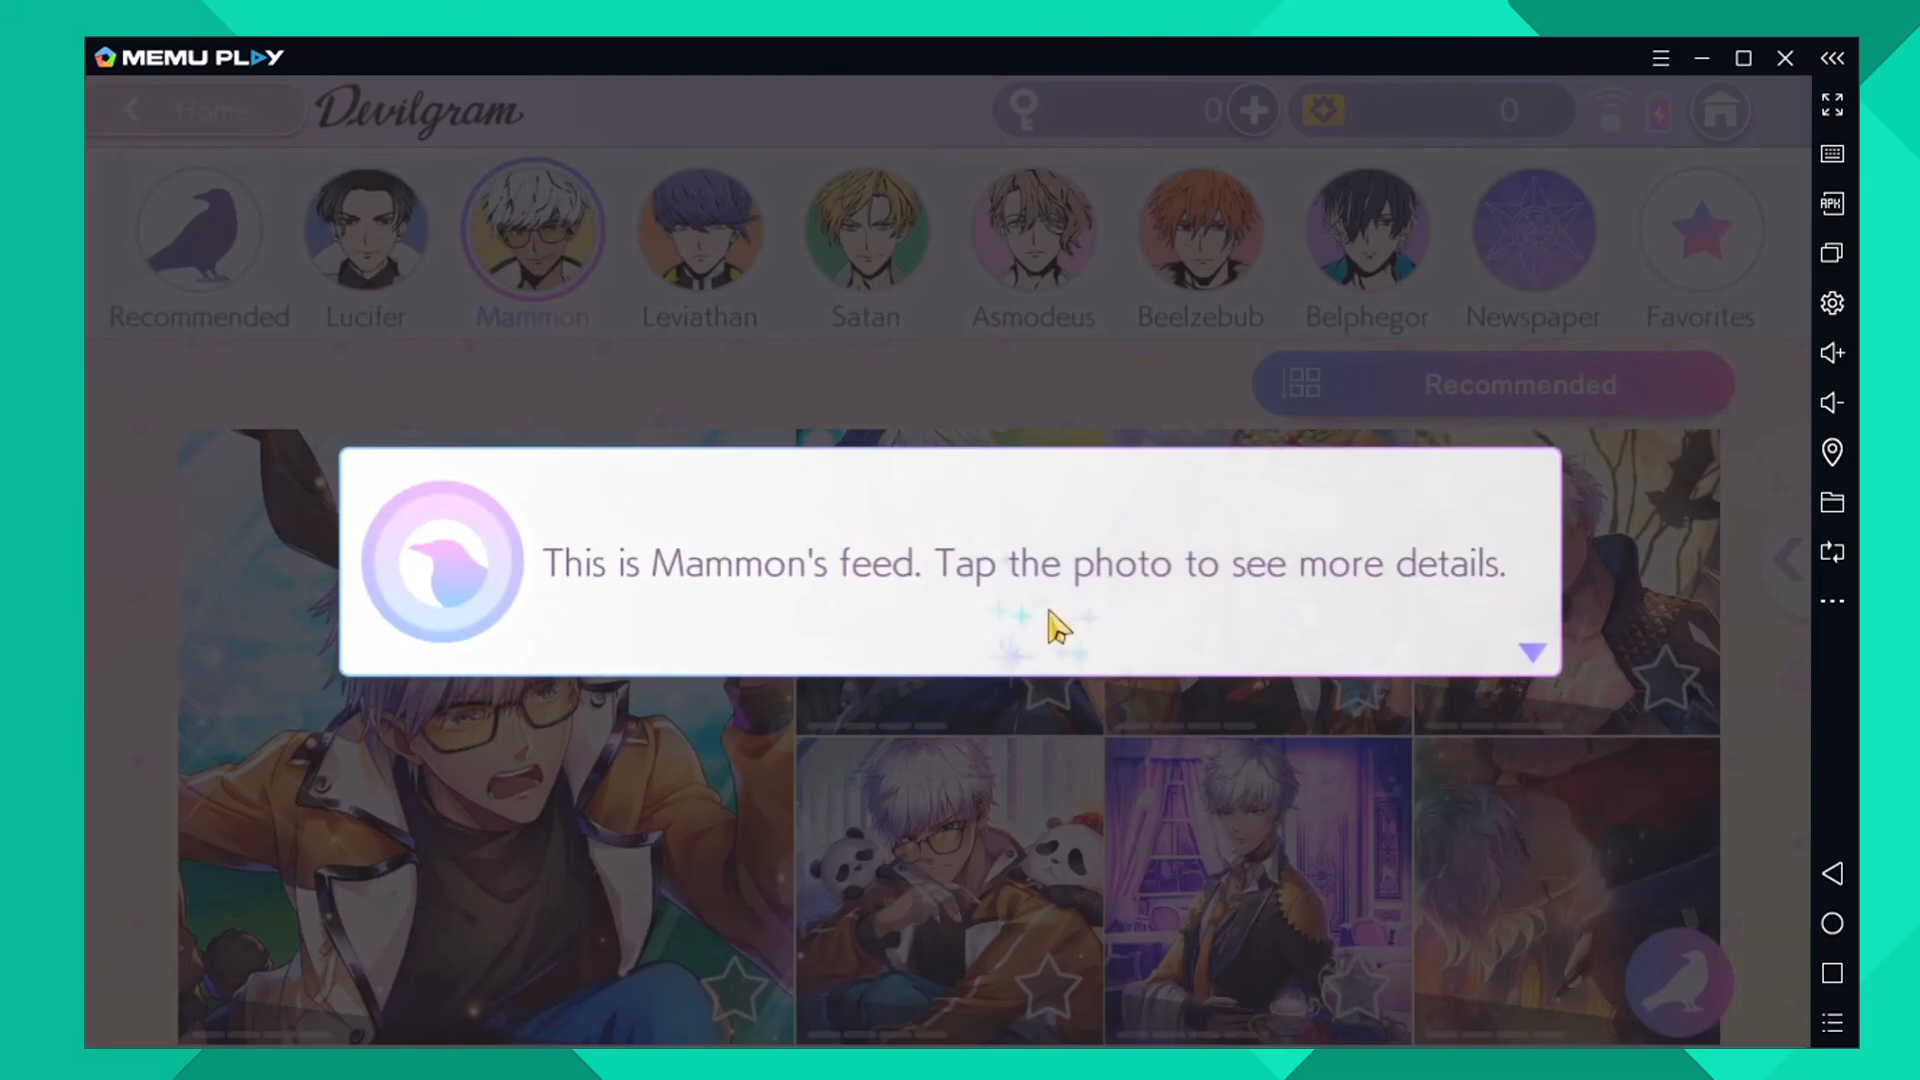 MEMU PLAY
Home
Devilgram
0
0
APK
Recommended
Lucifer
Mammon
Leviathan
Satan
Asmodeus
Beelzebub
Belphegor
Newspaper
Favorites
Recommended
This is Mammon's feed. Tap the photo to see more details.